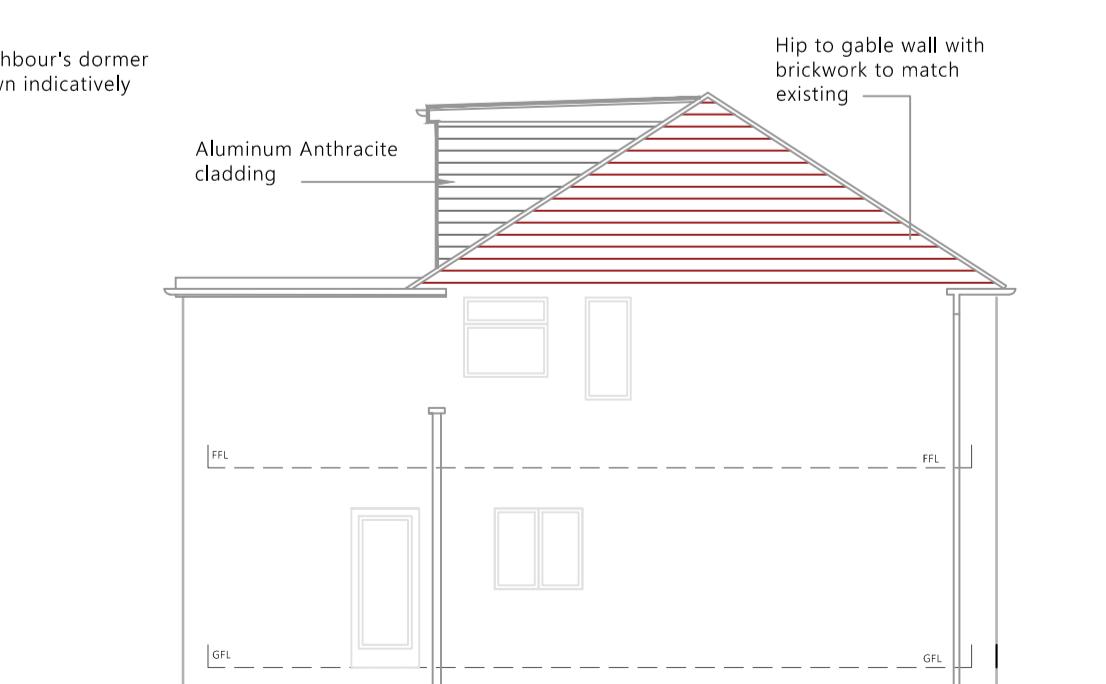 hbour's dormer
n indicatively
Hip to gable wall with
brickwork to match
existing
Aluminum Anthracite
cladding
FFL
FFL
GFL
GFL